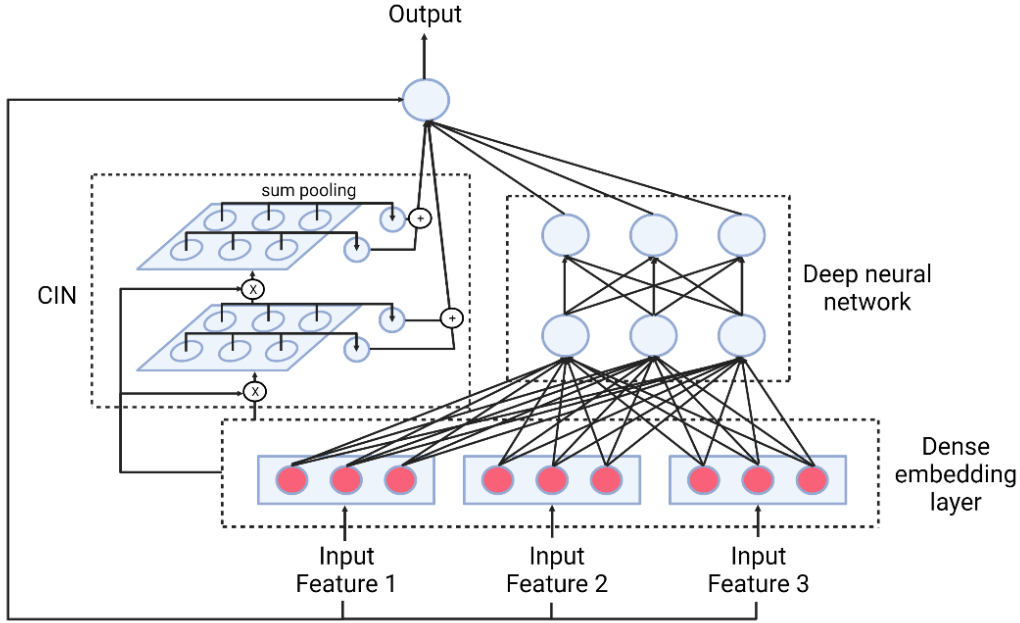 Output
sum pooling
+
CIN
X
+
X
Deep neural
network
Dense
embedding
layer
Input
Feature 1
Input
Feature 2
Input
Feature 3